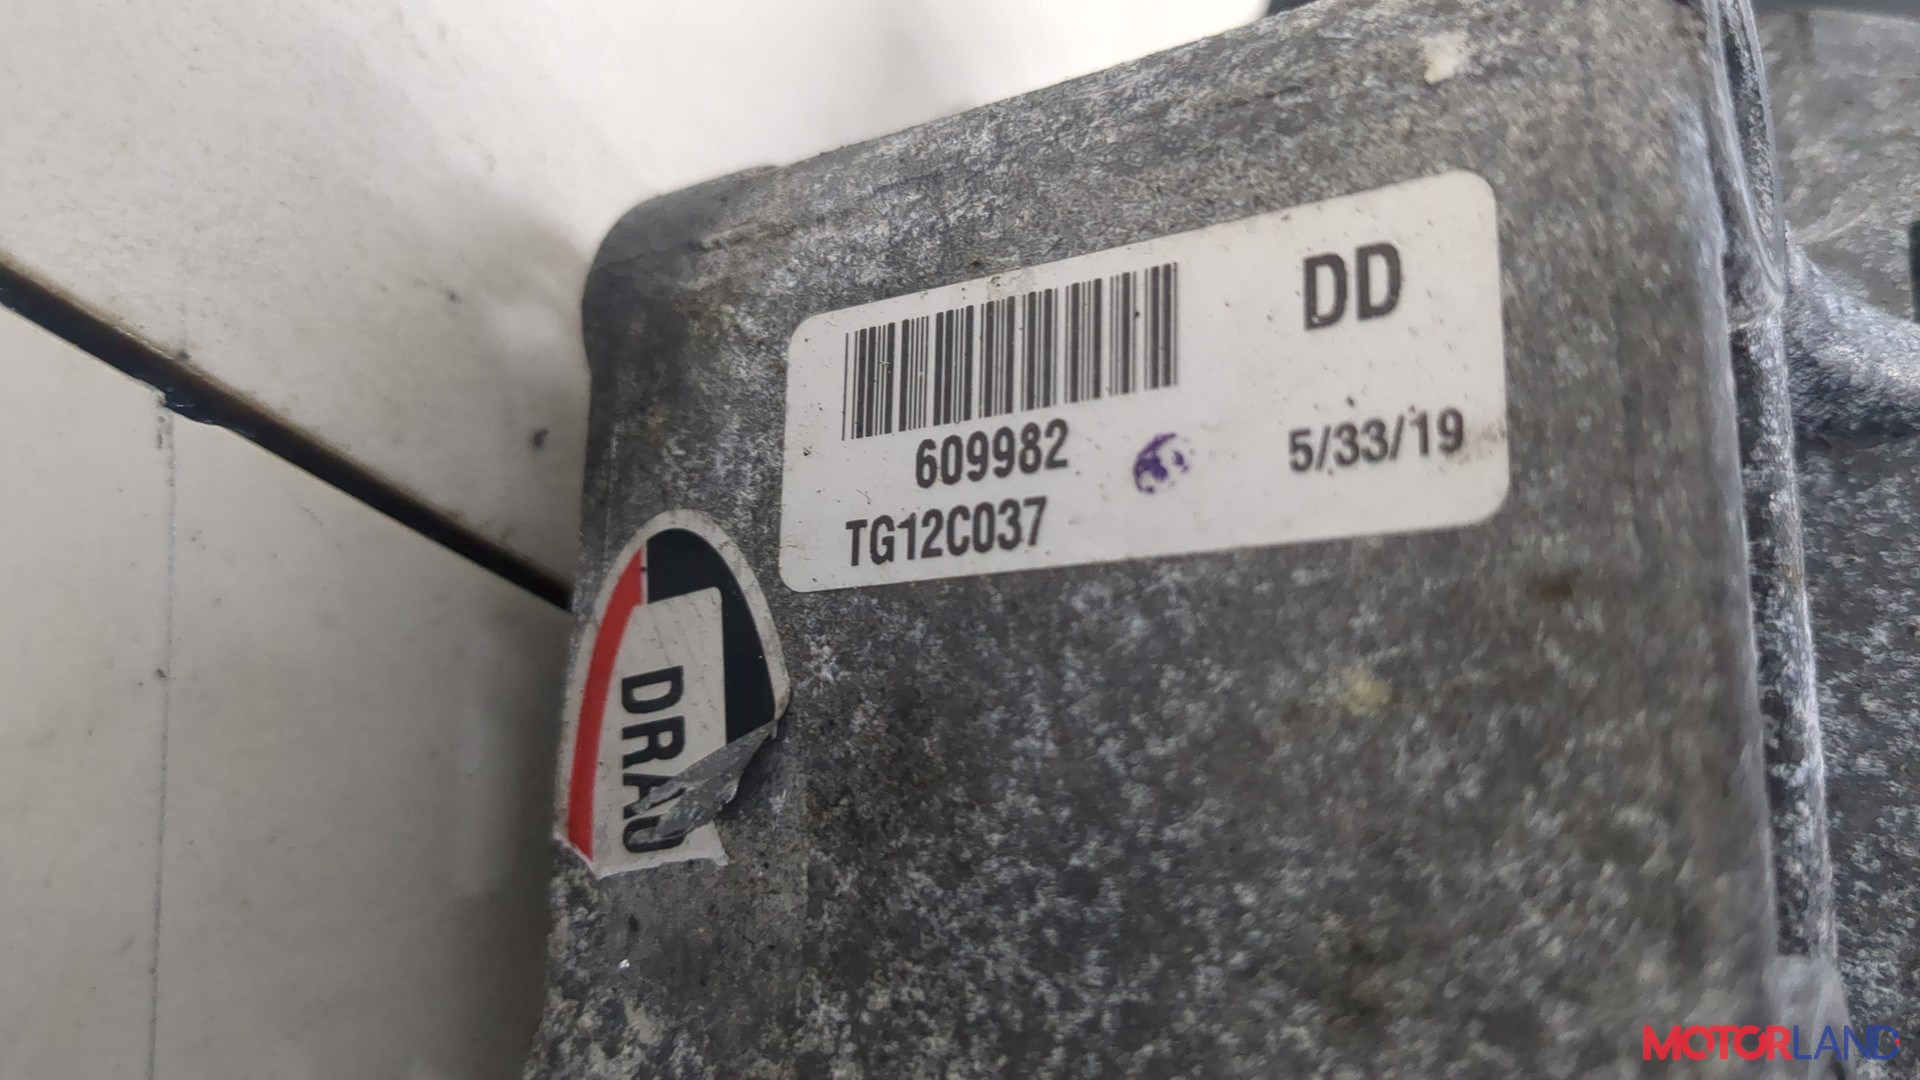 DD
609982
5/33/19
TG12C037
DRAU
MOTORLAND